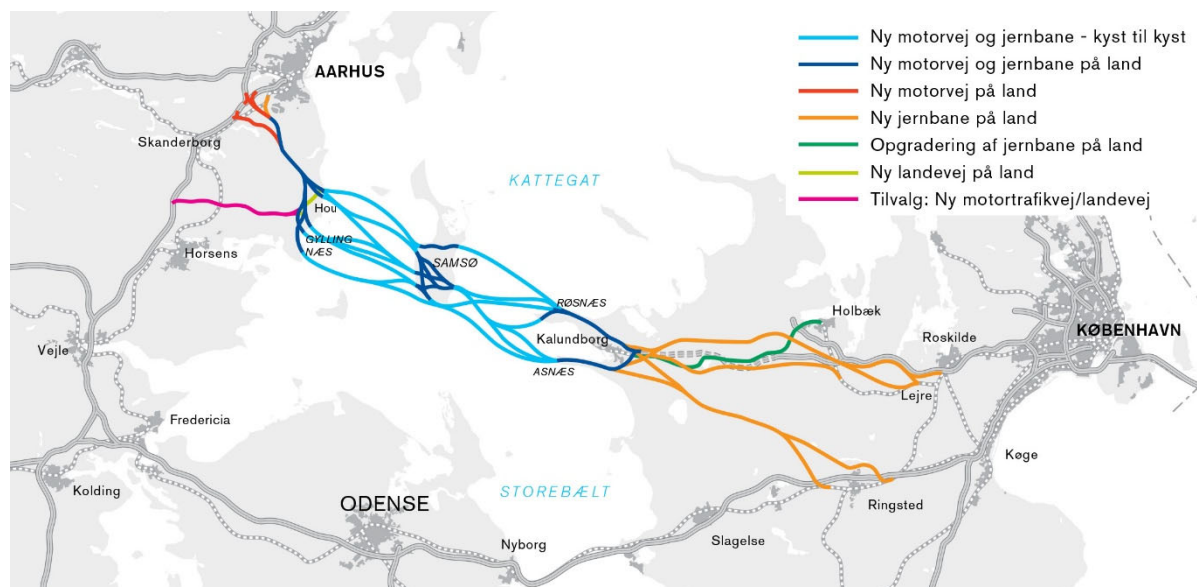 Ny motorvej og jernbane - kyst til kyst
Ny motorvej og jernbane på land
Ny motorvej på land
Ny jernbane på land
Opgradering af jernbane på land
Ny landevej på land
Tilvalg: Ny motortrafikvej/landevej
AARHUS
Skanderborg
KATTEGAT
Hou
GYLLING
NÆS
Horsens
SAMSØ
RØSNÆS
Holbæk
Kalundborg
Roskilde
KØBENHAVN
Vejle
ASNÆS
Lejre
Fredericia
Køge
Kolding
STOREBÆLT
ODENSE
Ringsted
Nyborg
Slagelse